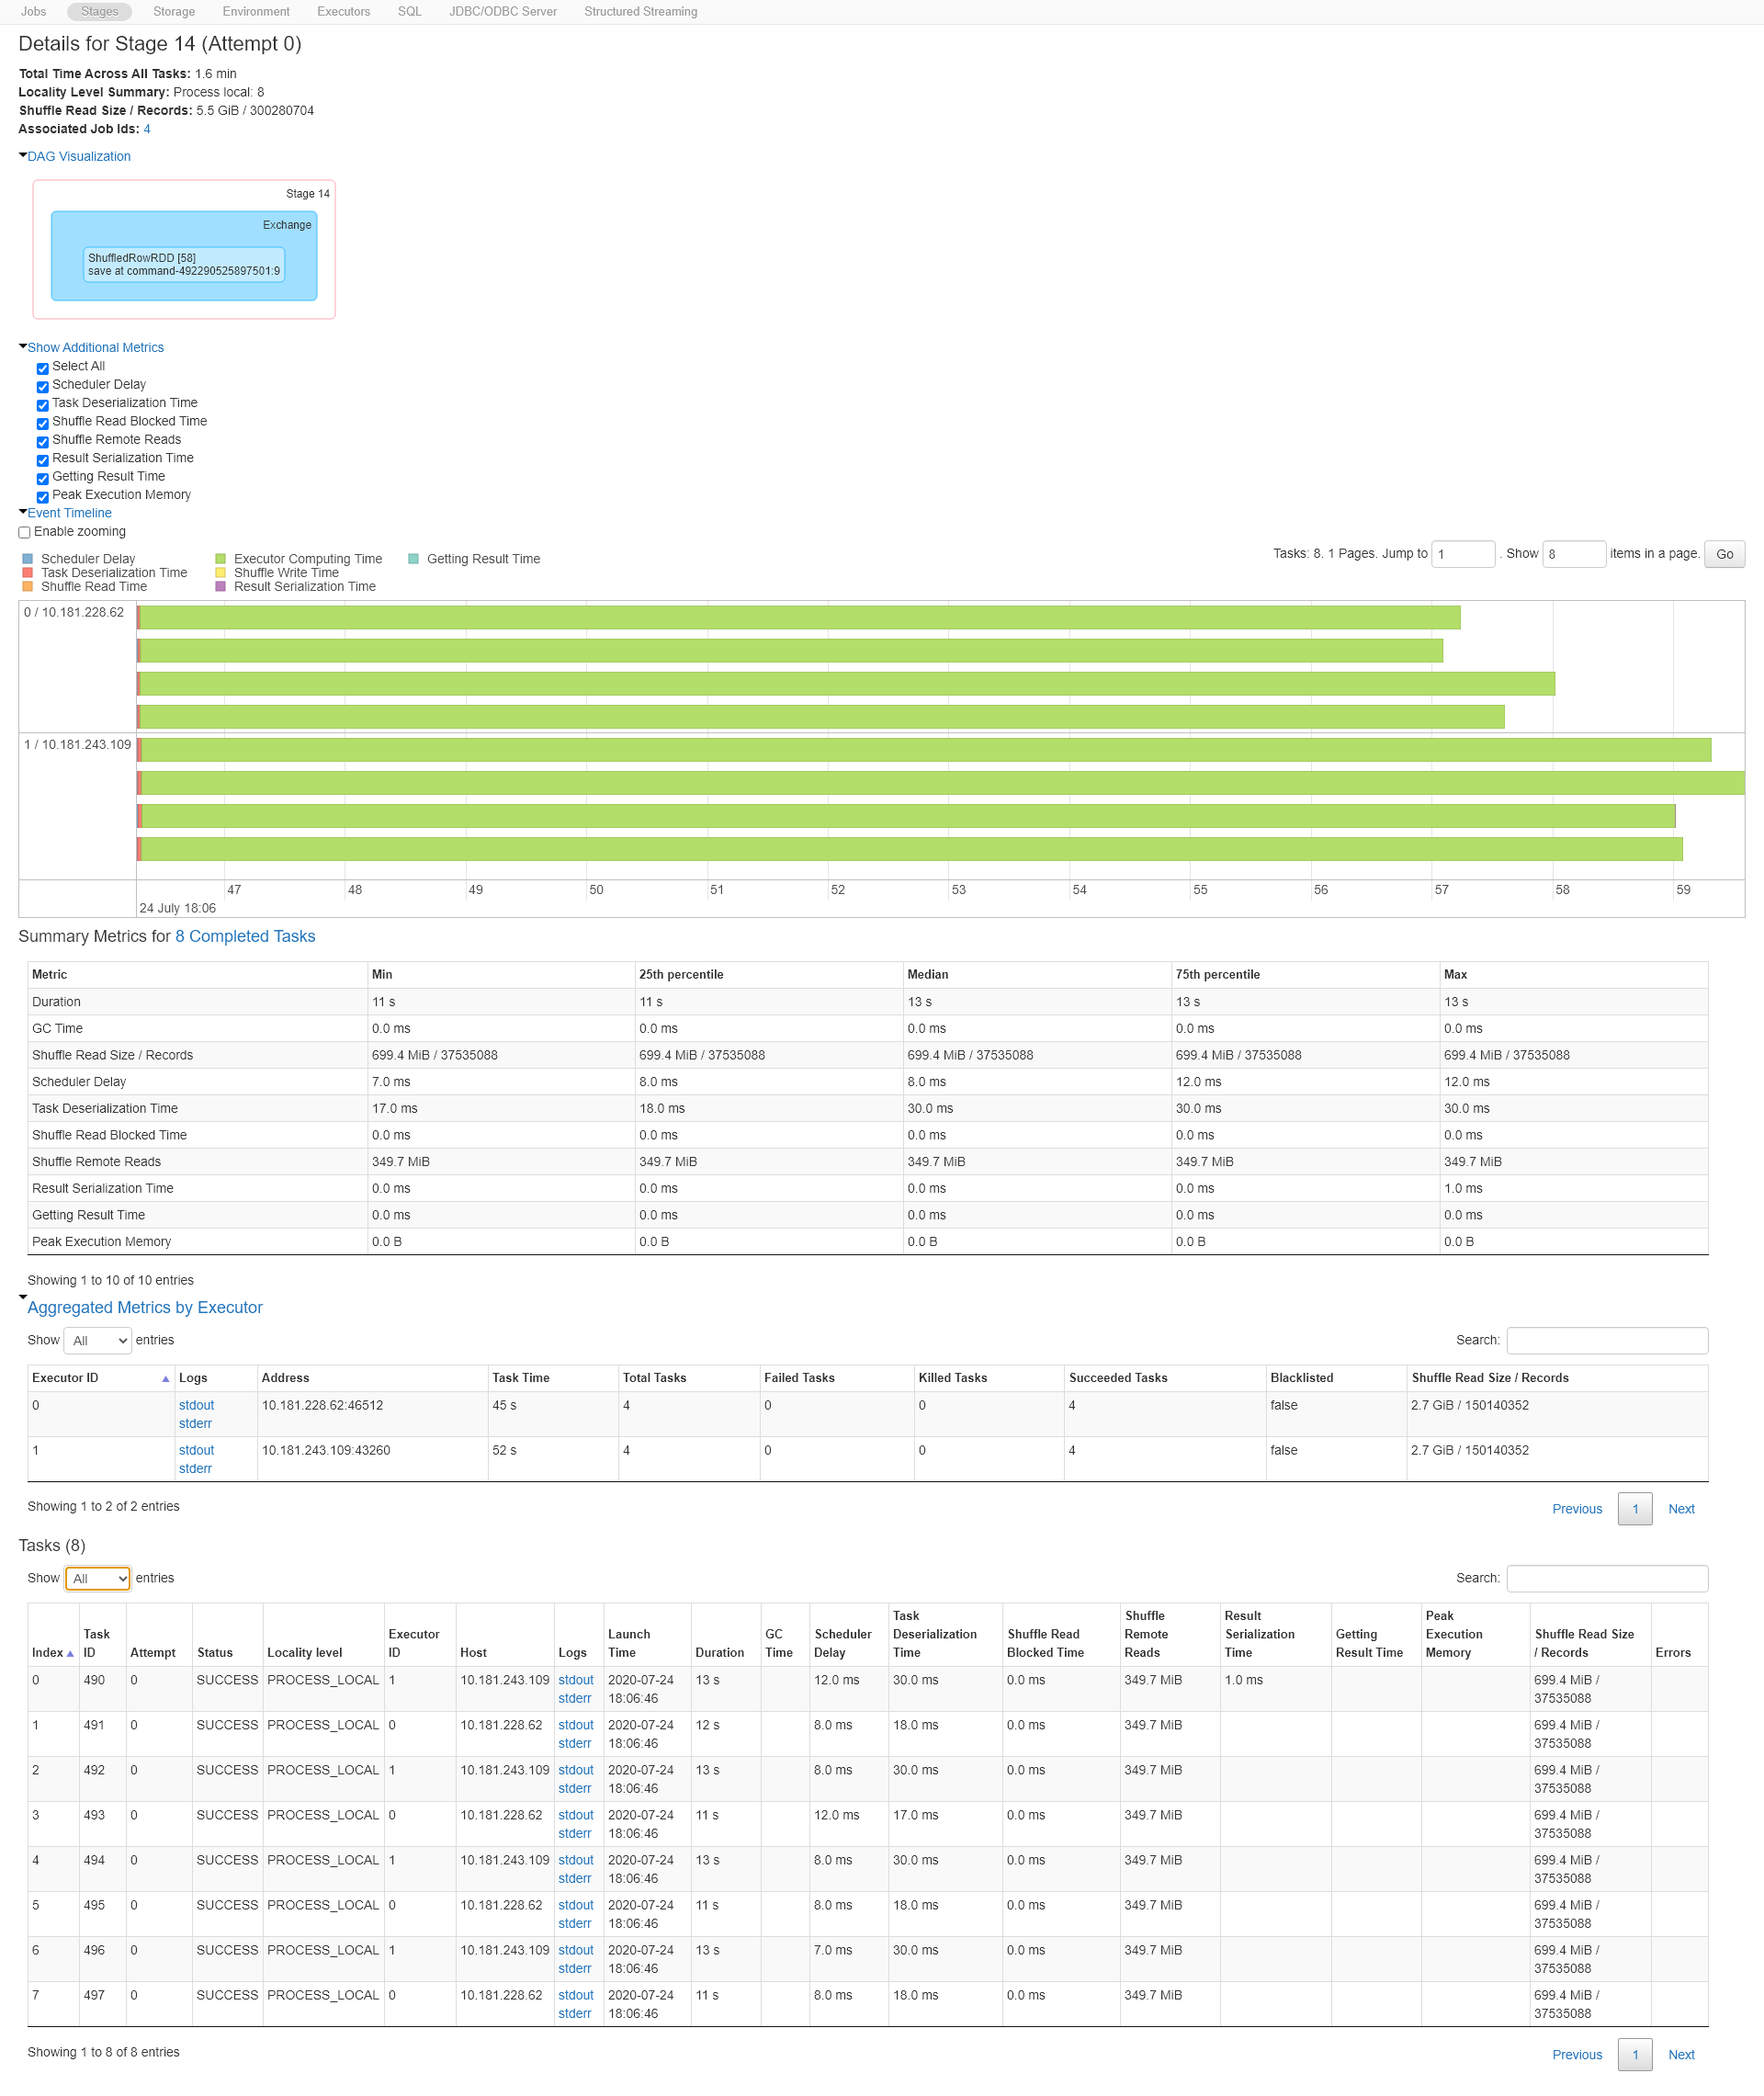 Jobs Stages Storage Environment Executors SQL JDBC/ODBC Server Structured Streaming
Details for Stage 14 (Attempt 0)
Total Time Across All Tasks: 1.6 min
Locality Level Summary: Process local: 8
Shuffle Read Size / Records: 5.5 GiB / 300280704
Associated Job Ids: 4
DAG Visualization
Stage 14
Exchange
ShuffledRowRDD [58]
save at command-492290525897501:9
Show Additional Metrics
Select All
Scheduler Delay
Task Deserialization Time
Shuffle Read Blocked Time
Shuffle Remote Reads
Result Serialization Time
Getting Result Time
Peak Execution Memory
Event Timeline
Enable zooming
Tasks: 8. 1 Pages. Jump to 1 . Show 8 items in a page. Go
Scheduler Delay Executor Computing Time Getting Result Time
Task Deserialization Time Shuffle Write Time
Shuffle Read Time Result Serialization Time
0 / 10.181.228.62
1 / 10.181.243.109
47 48 49 50 51 52 53 54 55 56 57 58 59
24 July 18:06
Summary Metrics for 8 Completed Tasks
Metric Min 25th percentile Median 75th percentile Max
Duration 11 s 11 s 13 s 13 s 13 s
GC Time 0.0 ms 0.0 ms 0.0 ms 0.0 ms 0.0 ms
Shuffle Read Size / Records 699.4 MiB / 37535088 699.4 MiB / 37535088 699.4 MiB / 37535088 699.4 MiB / 37535088 699.4 MiB / 37535088
Scheduler Delay 7.0 ms 8.0 ms 8.0 ms 12.0 ms 12.0 ms
Task Deserialization Time 17.0 ms 18.0 ms 30.0 ms 30.0 ms 30.0 ms
Shuffle Read Blocked Time 0.0 ms 0.0 ms 0.0 ms 0.0 ms 0.0 ms
Shuffle Remote Reads 349.7 MiB 349.7 MiB 349.7 MiB 349.7 MiB 349.7 MiB
Result Serialization Time 0.0 ms 0.0 ms 0.0 ms 0.0 ms 1.0 ms
Getting Result Time 0.0 ms 0.0 ms 0.0 ms 0.0 ms 0.0 ms
Peak Execution Memory 0.0 B 0.0 B 0.0 B 0.0 B 0.0 B
Showing 1 to 10 of 10 entries
Aggregated Metrics by Executor
Show All entries Search:
Executor ID Logs Address Task Time Total Tasks Failed Tasks Killed Tasks Succeeded Tasks Blacklisted Shuffle Read Size / Records
0 stdout 10.181.228.62:46512 45 s 4 0 0 4 false 2.7 GiB / 150140352
stderr
1 stdout 10.181.243.109:43260 52 s 4 0 0 4 false 2.7 GiB / 150140352
stderr
Showing 1 to 2 of 2 entries Previous 1 Next
Tasks (8)
Show All entries Search:
Task Executor Launch GC Scheduler Task Shuffle Result Peak
Deserialization Shuffle Read Remote Serialization Getting Execution Shuffle Read Size
Index ID Attempt Status Locality level ID Host Logs Time Duration Time Delay Time Blocked Time Reads Time Result Time Memory / Records Errors
0 490 0 SUCCESS PROCESS_LOCAL 1 10.181.243.109 stdout 2020-07-24 13 s 12.0 ms 30.0 ms 0.0 ms 349.7 MiB 1.0 ms 699.4 MiB /
stderr 18:06:46 37535088
1 491 0 SUCCESS PROCESS_LOCAL 0 10.181.228.62 stdout 2020-07-24 12 s 8.0 ms 18.0 ms 0.0 ms 349.7 MiB 699.4 MiB /
stderr 18:06:46 37535088
2 492 0 SUCCESS PROCESS_LOCAL 1 10.181.243.109 stdout 2020-07-24 13 s 8.0 ms 30.0 ms 0.0 ms 349.7 MiB 699.4 MiB /
stderr 18:06:46 37535088
3 493 0 SUCCESS PROCESS_LOCAL 0 10.181.228.62 stdout 2020-07-24 11 s 12.0 ms 17.0 ms 0.0 ms 349.7 MiB 699.4 MiB /
stderr 18:06:46 37535088
4 494 0 SUCCESS PROCESS_LOCAL 1 10.181.243.109 stdout 2020-07-24 13 s 8.0 ms 30.0 ms 0.0 ms 349.7 MiB 699.4 MiB /
stderr 18:06:46 37535088
5 495 0 SUCCESS PROCESS_LOCAL 0 10.181.228.62 stdout 2020-07-24 11 s 8.0 ms 18.0 ms 0.0 ms 349.7 MiB 699.4 MiB /
stderr 18:06:46 37535088
6 496 0 SUCCESS PROCESS_LOCAL 1 10.181.243.109 stdout 2020-07-24 13 s 7.0 ms 30.0 ms 0.0 ms 349.7 MiB 699.4 MiB /
stderr 18:06:46 37535088
7 497 0 SUCCESS PROCESS_LOCAL 0 10.181.228.62 stdout 2020-07-24 11 s 8.0 ms 18.0 ms 0.0 ms 349.7 MiB 699.4 MiB /
stderr 18:06:46 37535088
Showing 1 to 8 of 8 entries Previous 1 Next